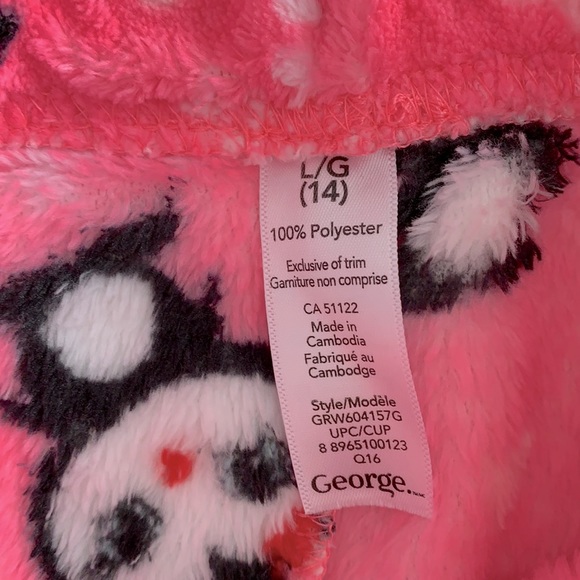 L/G
(14)
100% Polyester
Exclusive of trim
Garniture non comprise
CA 51122
Made in
Cambodia
Fabriqué au
Cambodge
Style/Modèle
GRW604157G
UPC/CUP
8 8965100123
Q16
George.